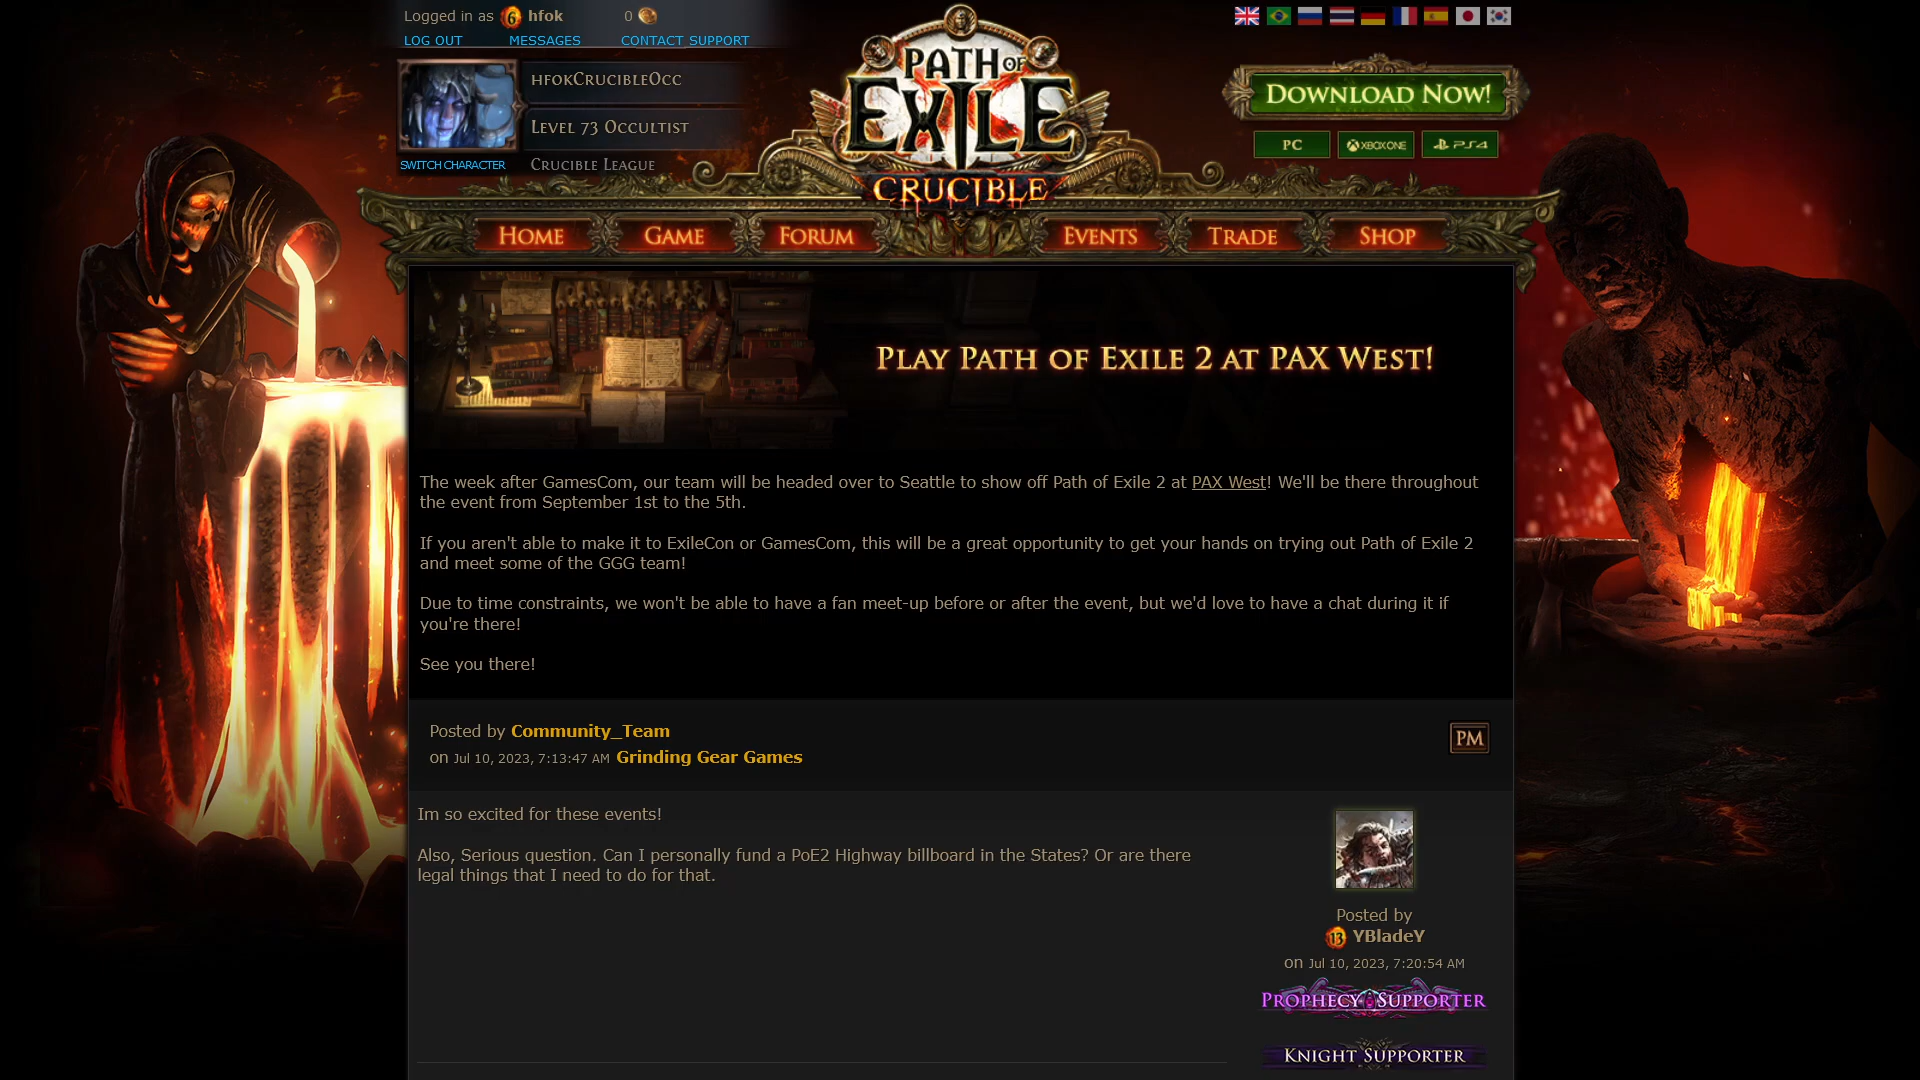 Logged in as 6 hfok 0
LOG OUT MESSAGES CONTACT SUPPORT
hfokCrucibleOcc
Level 73 Occultist
SWITCH CHARACTER
Crucible League
PATH OF
EXILE
CRUCIBLE
Download Now!
PC XBOX ONE PS4
Home Game Forum Events Trade Shop
Play Path of Exile 2 at PAX West!
The week after GamesCom, our team will be headed over to Seattle to show off Path of Exile 2 at PAX West! We'll be there throughout
the event from September 1st to the 5th.
If you aren't able to make it to ExileCon or GamesCom, this will be a great opportunity to get your hands on trying out Path of Exile 2
and meet some of the GGG team!
Due to time constraints, we won't be able to have a fan meet-up before or after the event, but we'd love to have a chat during it if
you're there!
See you there!
Posted by Community_Team
on Jul 10, 2023, 7:13:47 AM Grinding Gear Games
PM
Im so excited for these events!
Also, Serious question. Can I personally fund a PoE2 Highway billboard in the States? Or are there
legal things that I need to do for that.
Posted by
13 YBladeY
on Jul 10, 2023, 7:20:54 AM
Prophecy Supporter
Knight Supporter